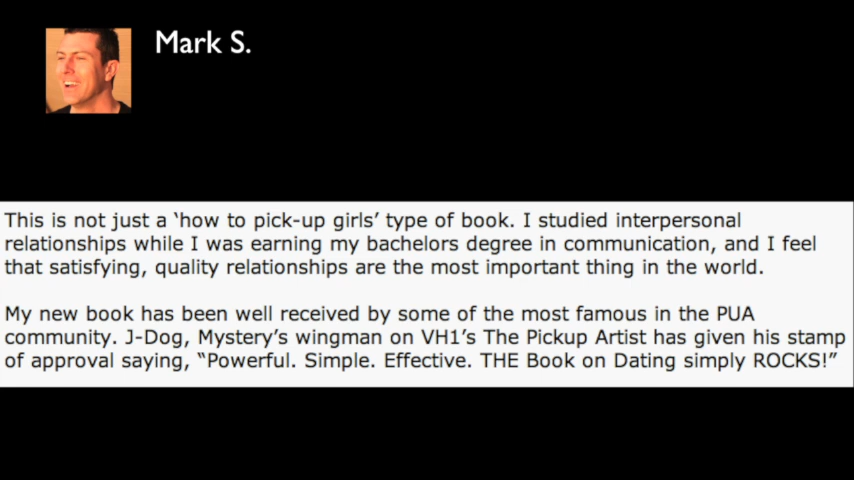 Mark S.
This is not just a ‘how to pick-up girls’ type of book. I studied interpersonal
relationships while I was earning my bachelors degree in communication, and I feel
that satisfying, quality relationships are the most important thing in the world.
My new book has been well received by some of the most famous in the PUA
community. J-Dog, Mystery’s wingman on VH1’s The Pickup Artist has given his stamp
of approval saying, “Powerful. Simple. Effective. THE Book on Dating simply ROCKS!”